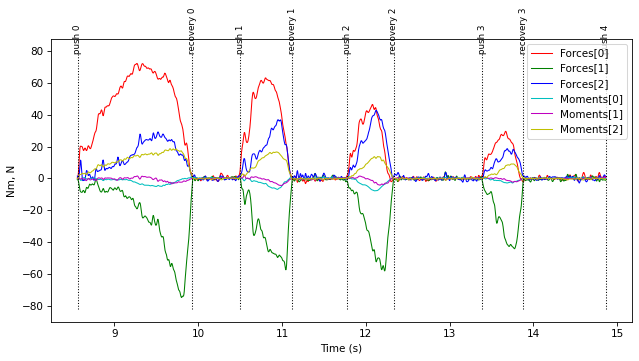 push 0
recovery 0
push 1
recovery 1
push 2
recovery 2
push 3
recovery 3
sh 4
Forces[0]
Forces[1]
Forces[2]
Moments[0]
Moments[1]
Moments[2]
80
60
40
20
0
−20
−40
−60
−80
Nm, N
9
10
11
12
13
14
15
Time (s)